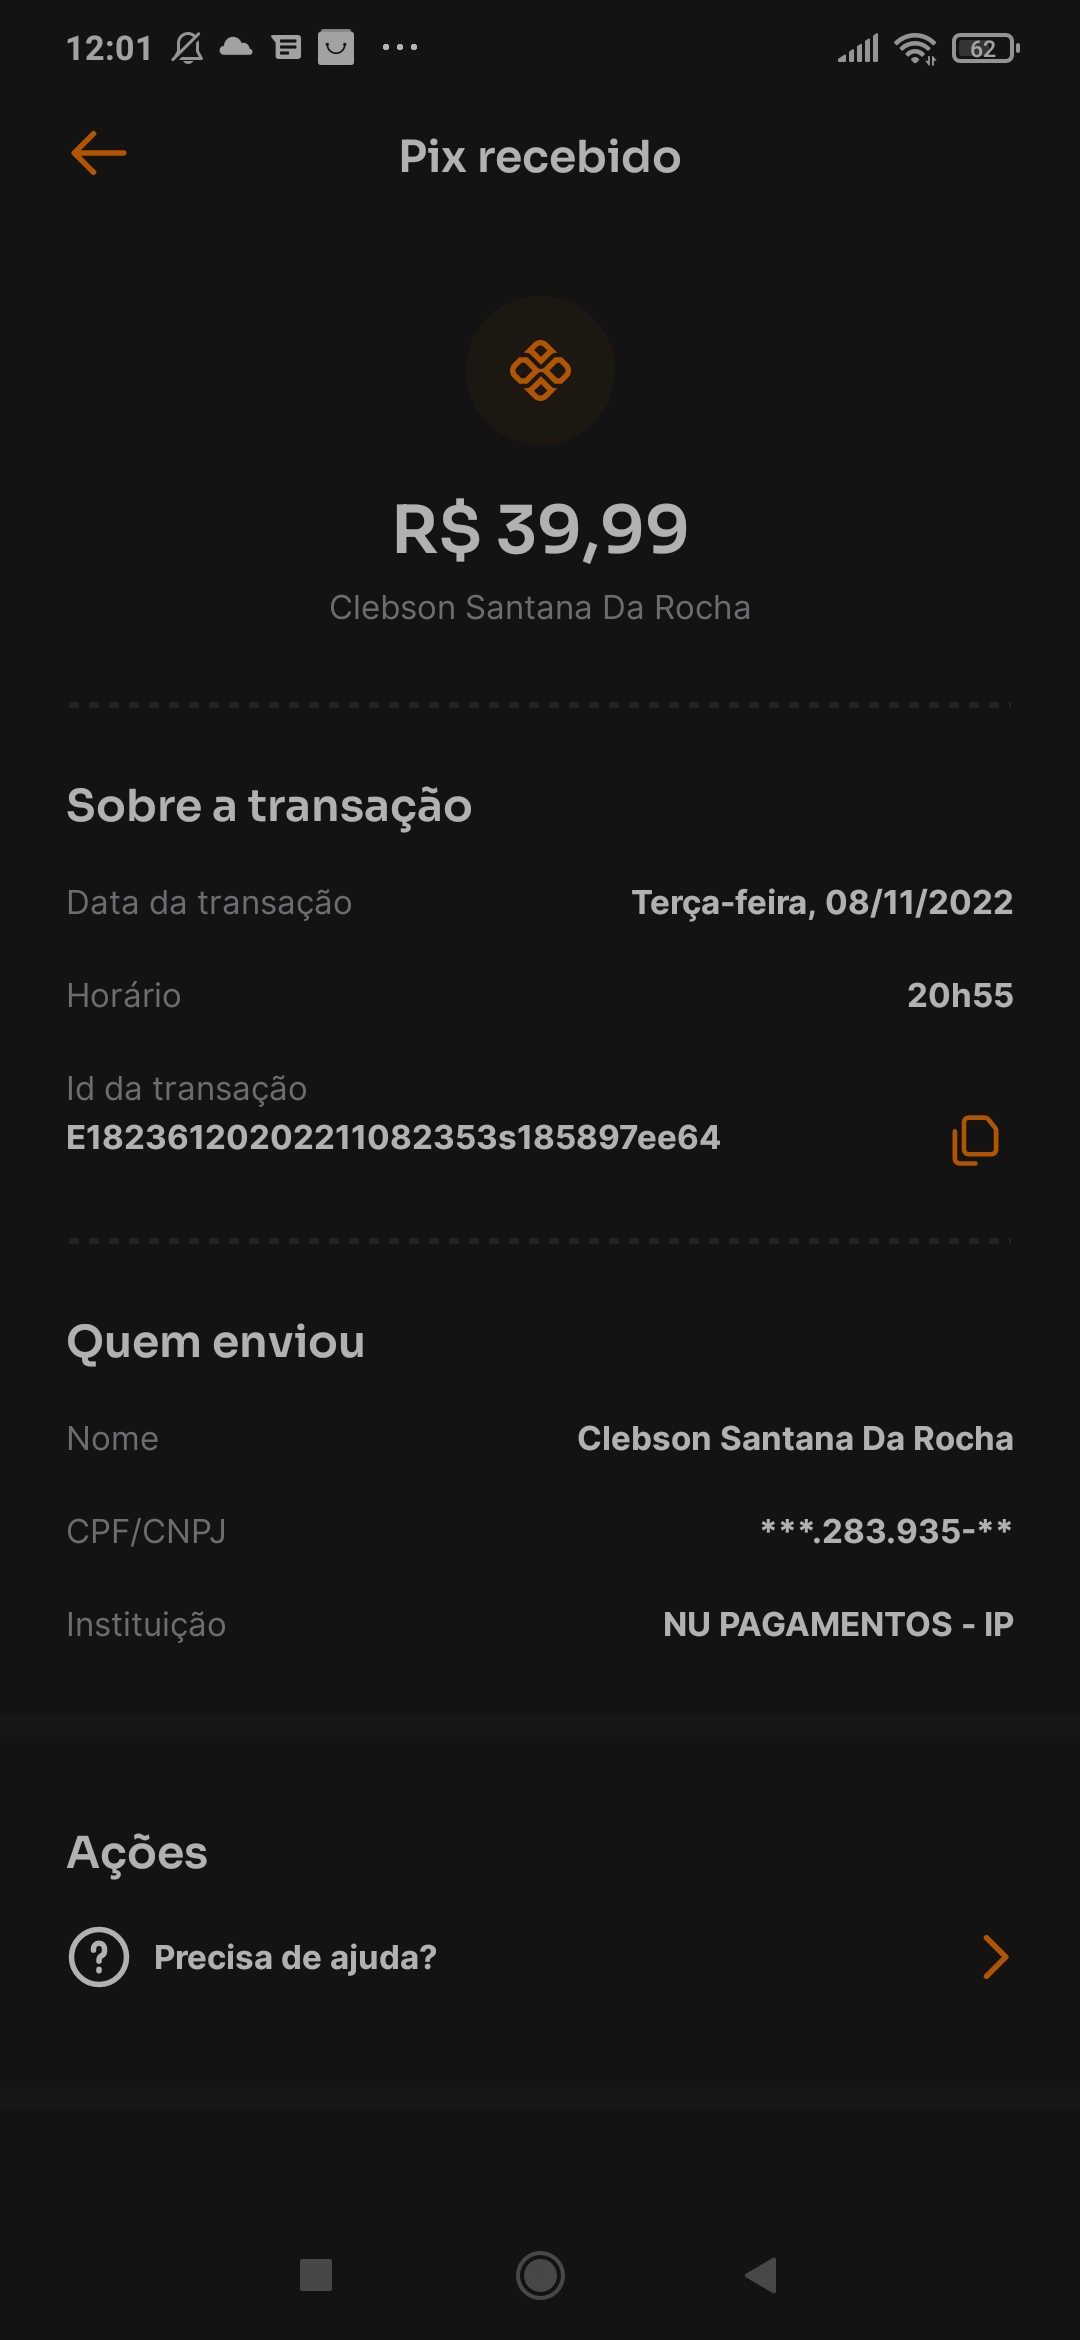 12:01
62
Pix recebido
R$ 39,99
Clebson Santana Da Rocha
Sobre a transação
Data da transação Terça-feira, 08/11/2022
Horário 20h55
Id da transação
E18236120202211082353s185897ee64
Quem enviou
Nome Clebson Santana Da Rocha
CPF/CNPJ ***.283.935-**
Instituição NU PAGAMENTOS - IP
Ações
Precisa de ajuda?